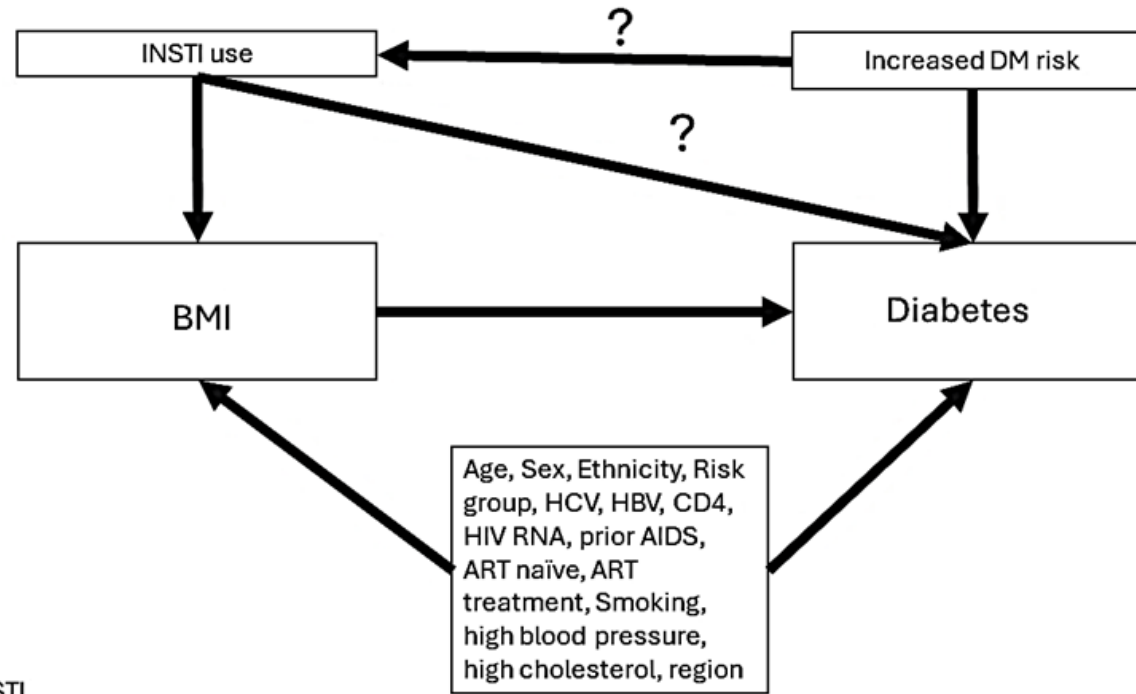 ?
INSTI use
Increased DM risk
?
BMI
Diabetes
Age, Sex, Ethnicity, Risk
group, HCV, HBV, CD4,
HIV RNA, prior AIDS,
ART naïve, ART
treatment, Smoking,
high blood pressure,
high cholesterol, region